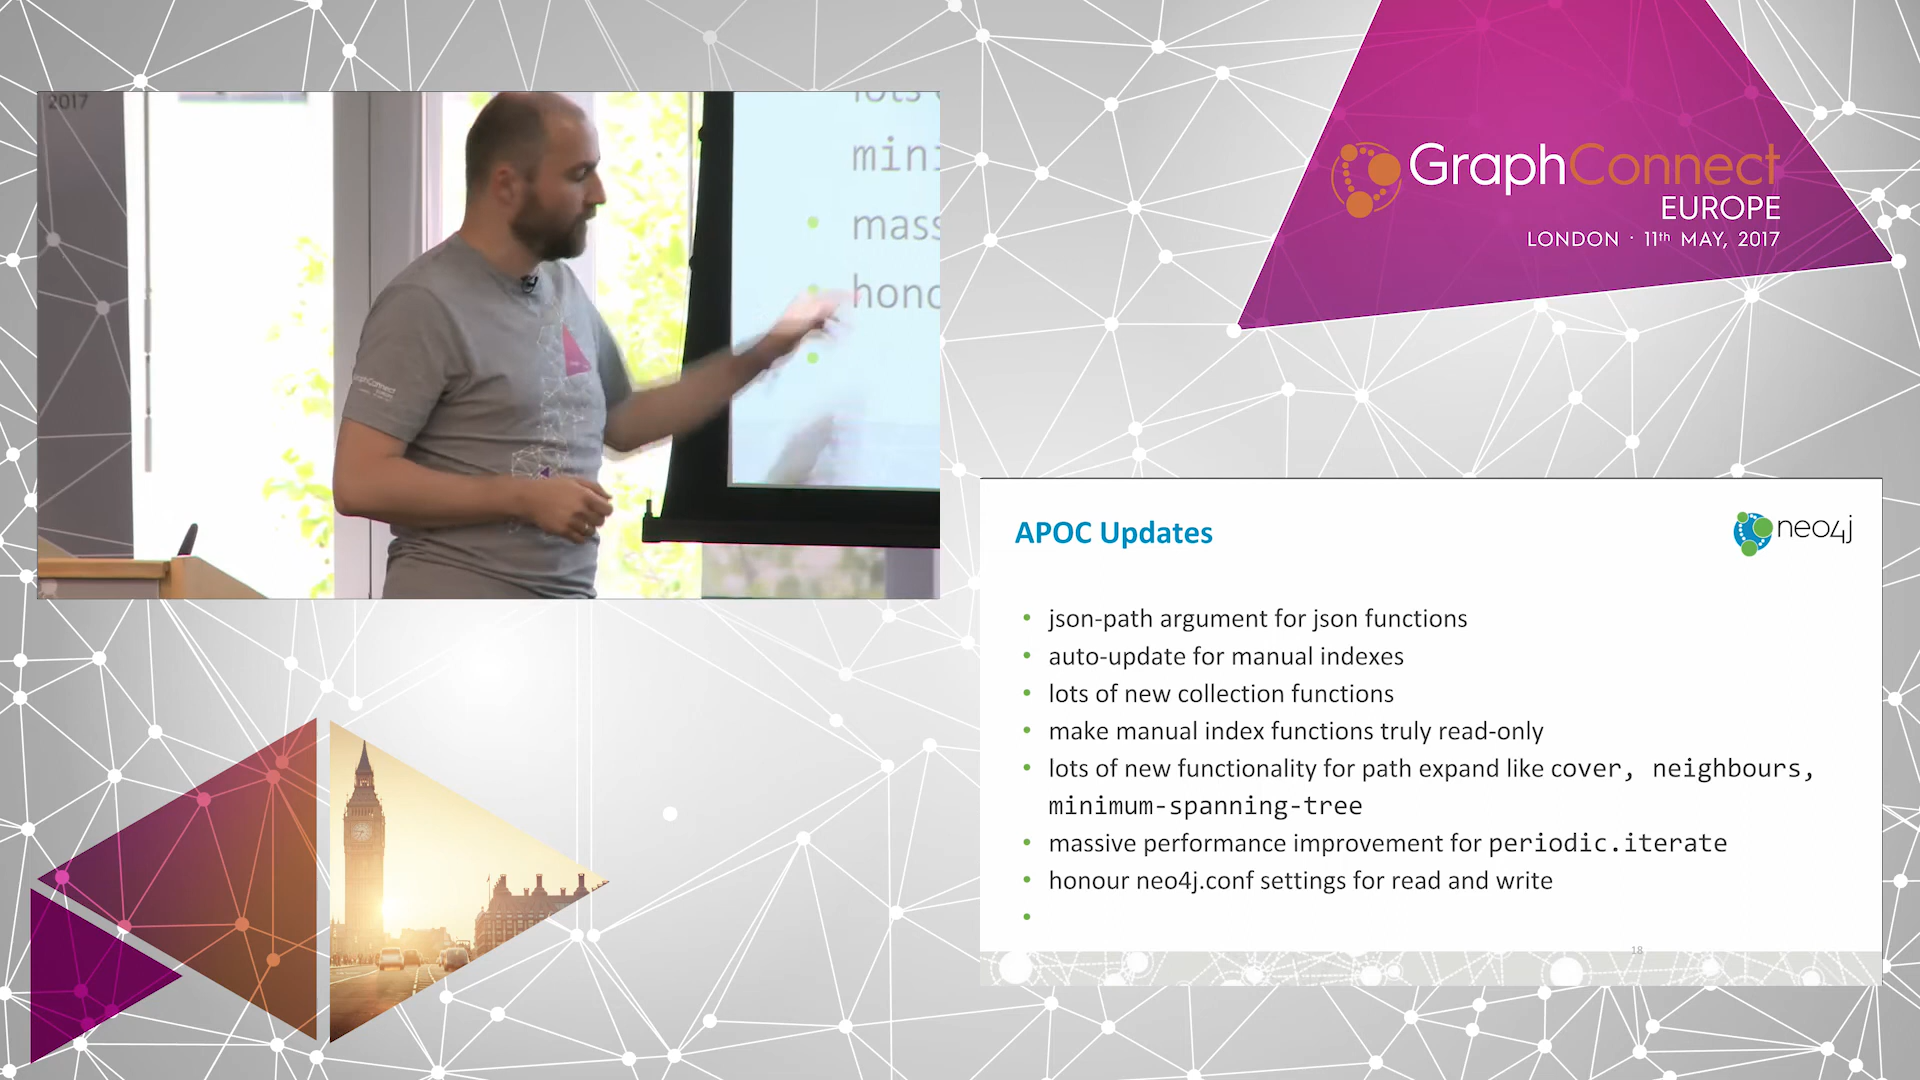 2017
mini
mass
hono
GraphConnect
EUROPE
LONDON · 11th MAY, 2017
GraphConnect
APOC Updates
neo4j
• json-path argument for json functions
• auto-update for manual indexes
• lots of new collection functions
• make manual index functions truly read-only
• lots of new functionality for path expand like cover, neighbours,
minimum-spanning-tree
• massive performance improvement for periodic.iterate
• honour neo4j.conf settings for read and write
•
18